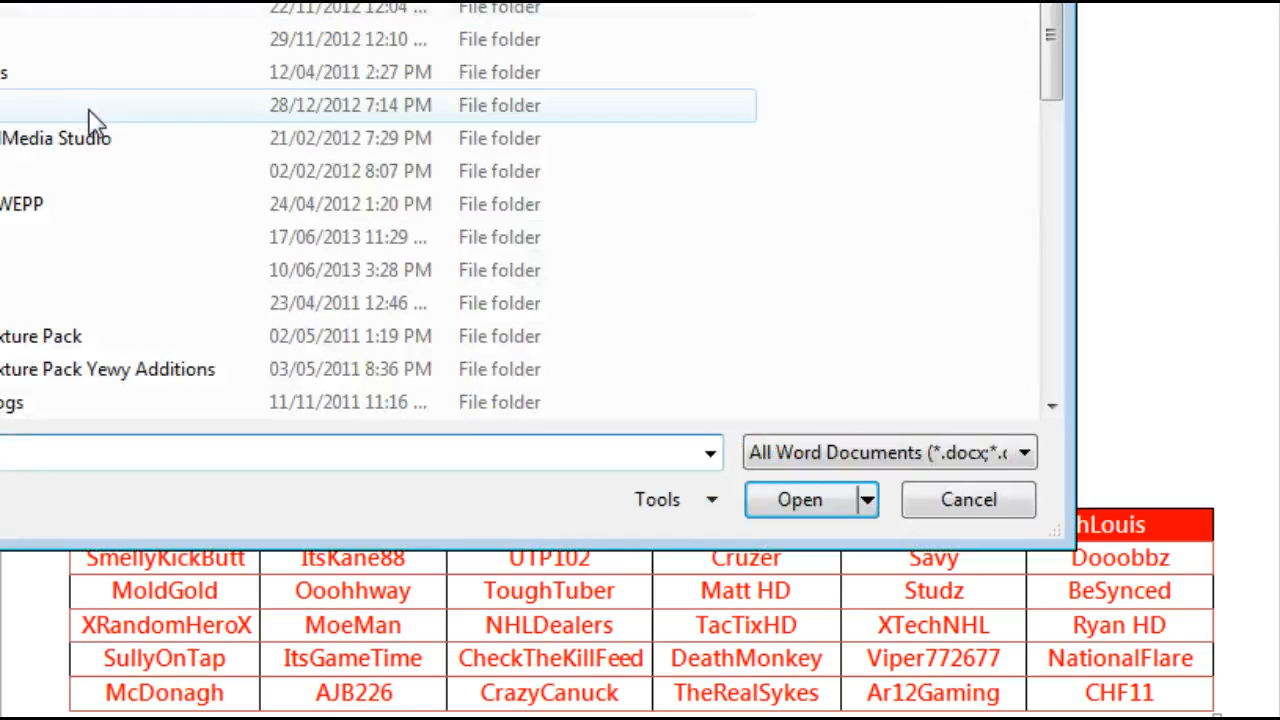 22/11/2012 12:04 File folder
29/11/2012 12:10 ... File folder
s 12/04/2011 2:27 PM File folder
28/12/2012 7:14 PM File folder
lMedia Studio 21/02/2012 7:29 PM File folder
02/02/2012 8:07 PM File folder
WEPP 24/04/2012 1:20 PM File folder
17/06/2013 11:29 ... File folder
10/06/2013 3:28 PM File folder
23/04/2011 12:46 ... File folder
xture Pack 02/05/2011 1:19 PM File folder
xture Pack Yewy Additions 03/05/2011 8:36 PM File folder
ogs 11/11/2011 11:16 ... File folder
All Word Documents (*.docx;*.c
Tools Open Cancel
hLouis
SmellyKickButt ItsKane88 UTP102 Cruzer Savy Dooobbz
MoldGold Ooohhway ToughTuber Matt HD Studz BeSynced
XRandomHeroX MoeMan NHLDealers TacTixHD XTechNHL Ryan HD
SullyOnTap ItsGameTime CheckTheKillFeed DeathMonkey Viper772677 NationalFlare
McDonagh AJB226 CrazyCanuck TheRealSykes Ar12Gaming CHF11